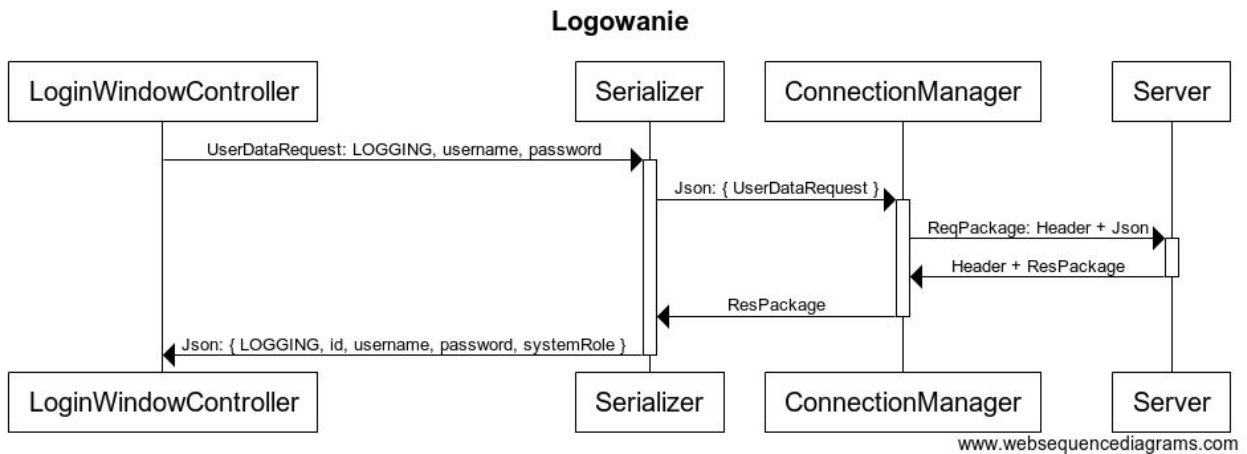 Logowanie
LoginWindowController Serializer ConnectionManager Server
UserDataRequest: LOGGING, username, password
Json: { UserDataRequest }
ReqPackage: Header + Json
Header + ResPackage
ResPackage
Json: { LOGGING, id, username, password, systemRole }
LoginWindowController Serializer ConnectionManager Server
www.websequencediagrams.com